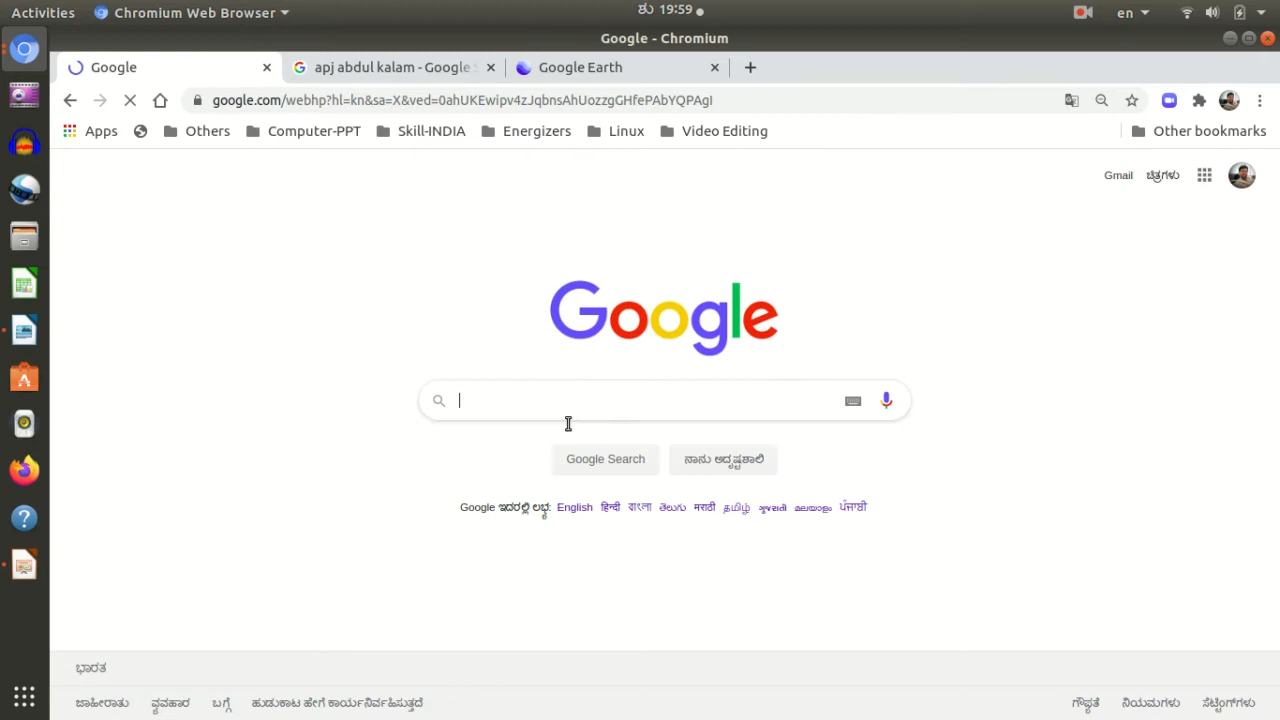 Activities Chromium Web Browser ಶು 19:59 en
Google - Chromium
Google apj abdul kalam - Google Google Earth
google.com/webhp?hl=kn&sa=X&ved=0ahUKEwipv4zJqbnsAhUozzgGHfePAbYQPAgI
Apps Others Computer-PPT Skill-INDIA Energizers Linux Video Editing Other bookmarks
Gmail ಚಿತ್ರಗಳು
Google
Google Search ನಾನು ಅದೃಷ್ಟಶಾಲಿ
Google ಇದರಲ್ಲಿ ಲಭ್ಯ: English हिन्दी বাংলা తెలుగు मराठी தமிழ் ગુજરાતી മലയാളം ਪੰਜਾਬੀ
ಭಾರತ
ಜಾಹೀರಾತು ವ್ಯವಹಾರ ಬಗ್ಗೆ ಹುಡುಕಾಟ ಹೇಗೆ ಕಾರ್ಯನಿರ್ವಹಿಸುತ್ತದೆ ಗೌಪ್ಯತೆ ನಿಯಮಗಳು ಸೆಟ್ಟಿಂಗ್‌ಗಳು